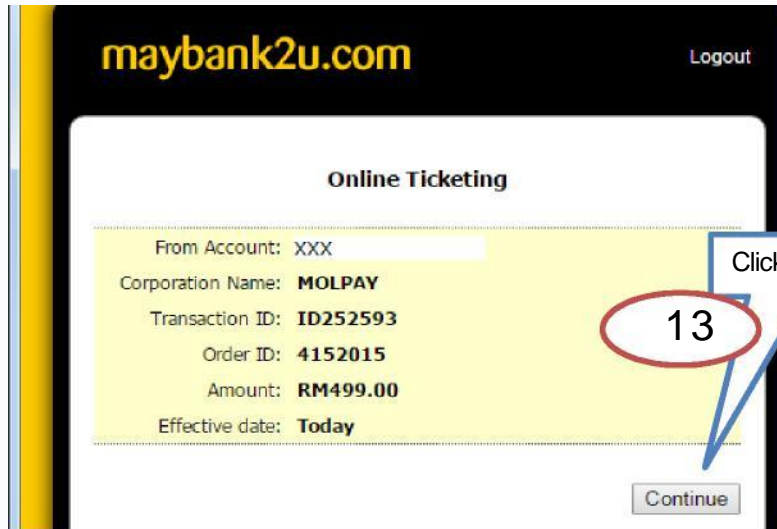 maybank2u.com
Logout
Online Ticketing
From Account: XXX
Corporation Name: MOLPAY
Transaction ID: ID252593
Order ID: 4152015
Amount: RM499.00
Effective date: Today
Click
13
Continue